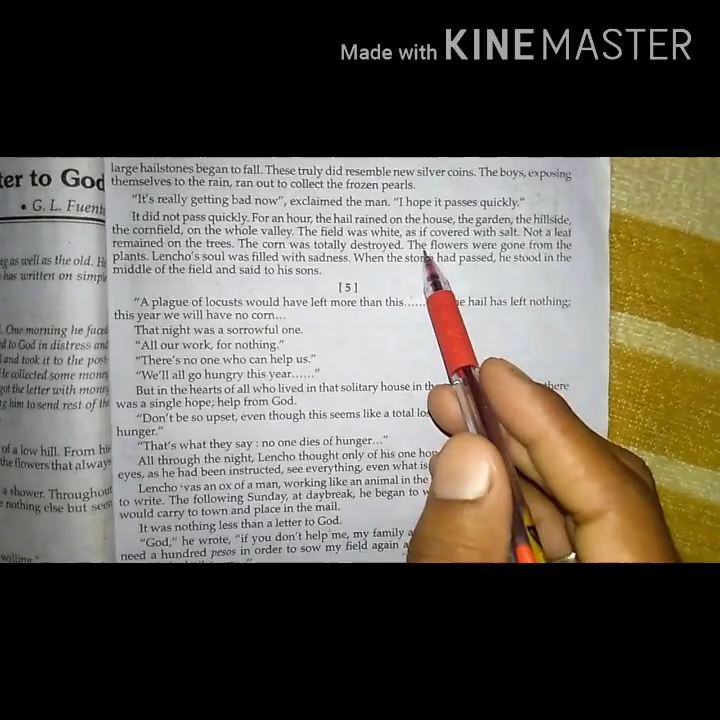 Made with KINEMASTER
ter to God
• G. L. Fuent
ng as well as the old. He
has written on simpl
. One morning he faced
d to God in distress and
and took it to the post-
He collected some money
got the letter with money
ng him to send rest of the
of a low hill. From his
the flowers that always
a shower. Throughout
nothing else but seen
willing."
large hailstones began to fall. These truly did resemble new silver coins. The boys, exposing
themselves to the rain, ran out to collect the frozen pearls.
"It's really getting bad now", exclaimed the man. "I hope it passes quickly."
It did not pass quickly. For an hour, the hail rained on the house, the garden, the hillside,
the cornfield, on the whole valley. The field was white, as if covered with salt. Not a leaf
remained on the trees. The corn was totally destroyed. The flowers were gone from the
plants. Lencho's soul was filled with sadness. When the storm had passed, he stood in the
middle of the field and said to his sons.
[5]
"A plague of locusts would have left more than this...... e hail has left nothing;
this year we will have no corn...
That night was a sorrowful one.
"All our work, for nothing."
"There's no one who can help us."
"We'll all go hungry this year......"
But in the hearts of all who lived in that solitary house in th there
was a single hope; help from God.
"Don't be so upset, even though this seems like a total los
hunger."
"That's what they say : no one dies of hunger..."
All through the night, Lencho thought only of his one hop
eyes, as he had been instructed, see everything, even what is
Lencho was an ox of a man, working like an animal in the
to write. The following Sunday, at daybreak, he began to w
would carry to town and place in the mail.
It was nothing less than a letter to God.
"God," he wrote, "if you don't help me, my family a
need a hundred pesos in order to sow my field again a